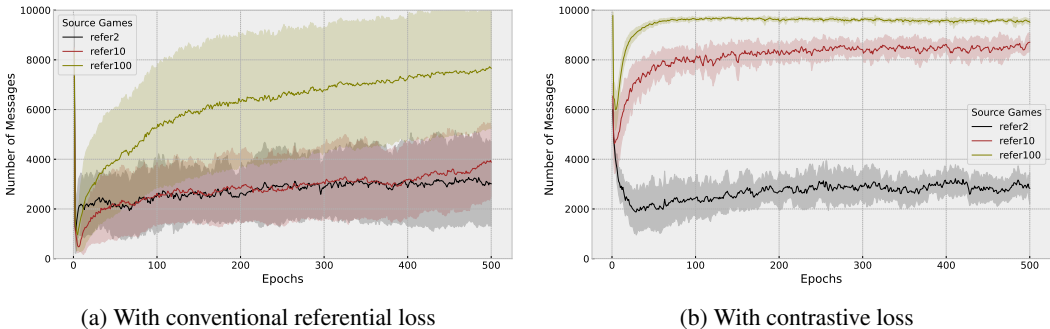 10000
8000
6000
4000
2000
0
Number of Messages
Source Games
refer2
refer10
refer100
0
100
200
300
400
500
Epochs
(a) With conventional referential loss
10000
8000
6000
4000
2000
0
Number of Messages
Source Games
refer2
refer10
refer100
0
100
200
300
400
500
Epochs
(b) With contrastive loss